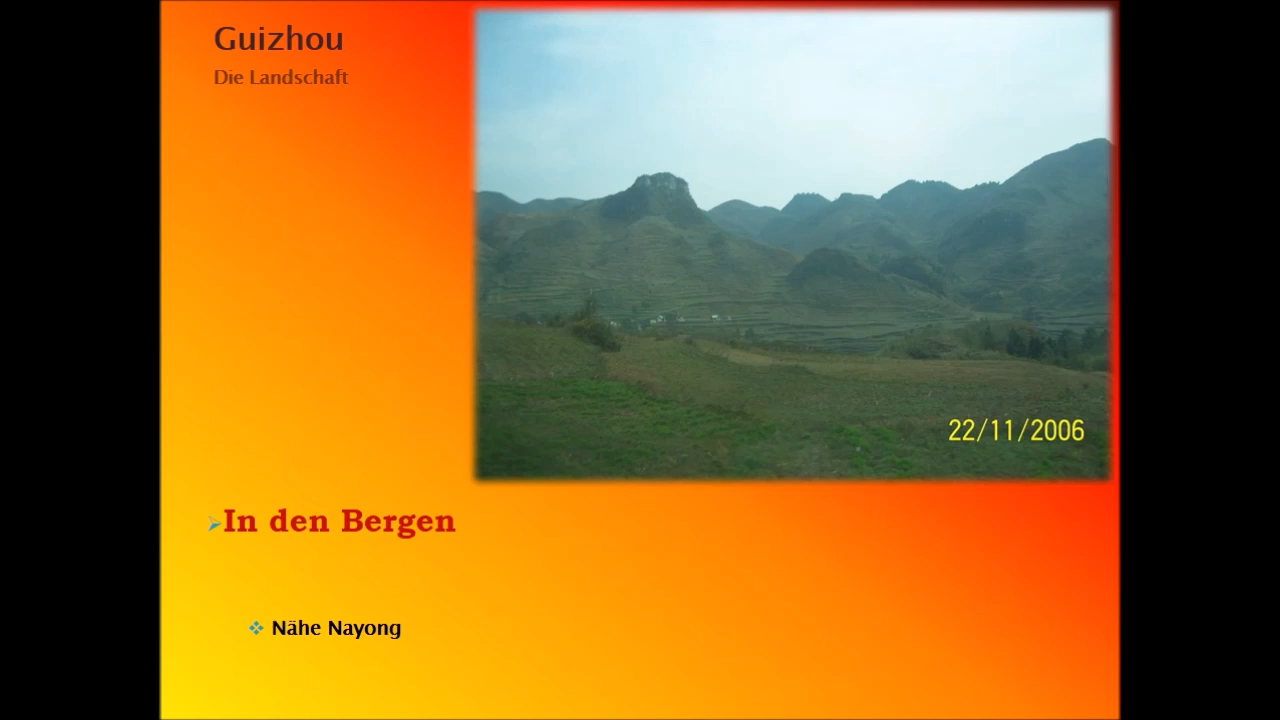 Guizhou
Die Landschaft
22/11/2006
In den Bergen
Nähe Nayong